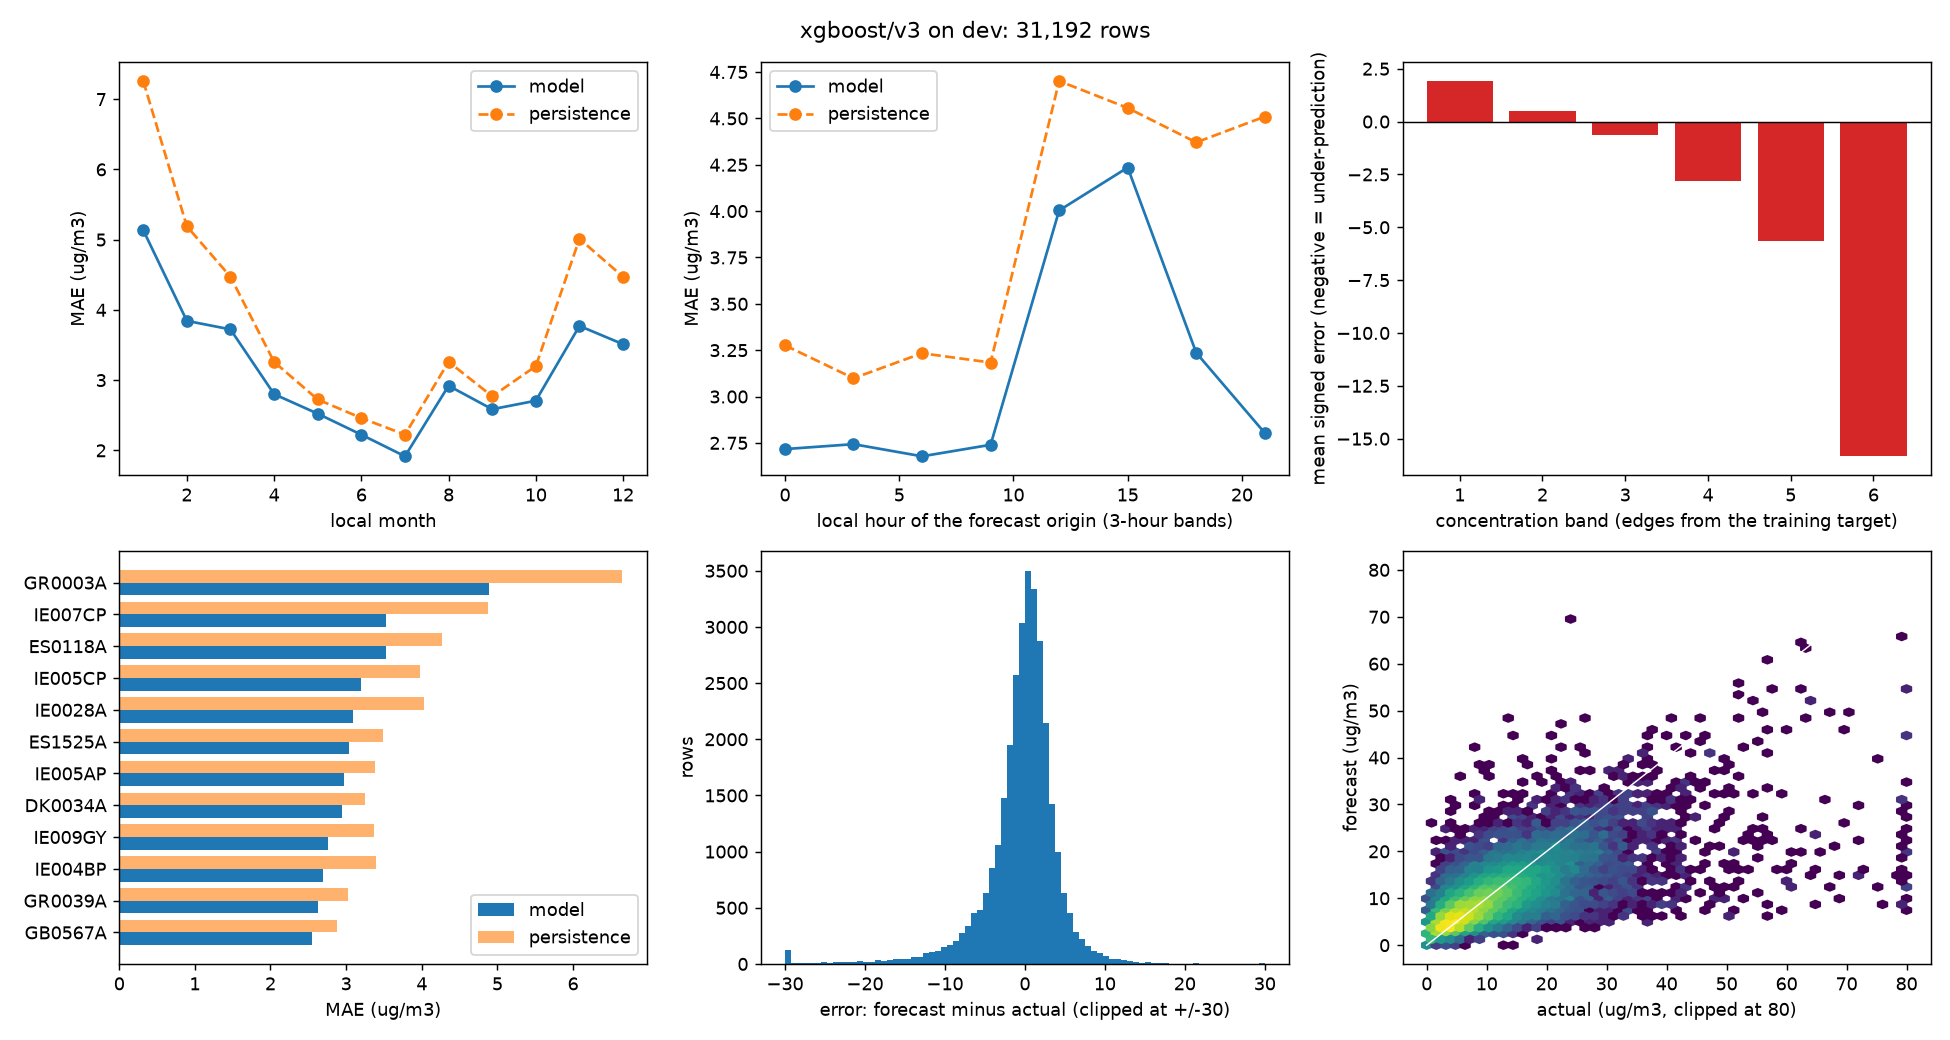 xgboost/v3 on dev: 31,192 rows
model
persistence
MAE (ug/m3)
7
6
5
4
3
2
2 4 6 8 10 12
local month
model
persistence
MAE (ug/m3)
4.75
4.50
4.25
4.00
3.75
3.50
3.25
3.00
2.75
0 5 10 15 20
local hour of the forecast origin (3-hour bands)
mean signed error (negative = under-prediction)
2.5
0.0
−2.5
−5.0
−7.5
−10.0
−12.5
−15.0
1 2 3 4 5 6
concentration band (edges from the training target)
GR0003A
IE007CP
ES0118A
IE005CP
IE0028A
ES1525A
IE005AP
DK0034A
IE009GY
IE004BP
GR0039A
GB0567A
model
persistence
0 1 2 3 4 5 6
MAE (ug/m3)
rows
3500
3000
2500
2000
1500
1000
500
0
−30 −20 −10 0 10 20 30
error: forecast minus actual (clipped at +/-30)
forecast (ug/m3)
80
70
60
50
40
30
20
10
0
0 10 20 30 40 50 60 70 80
actual (ug/m3, clipped at 80)